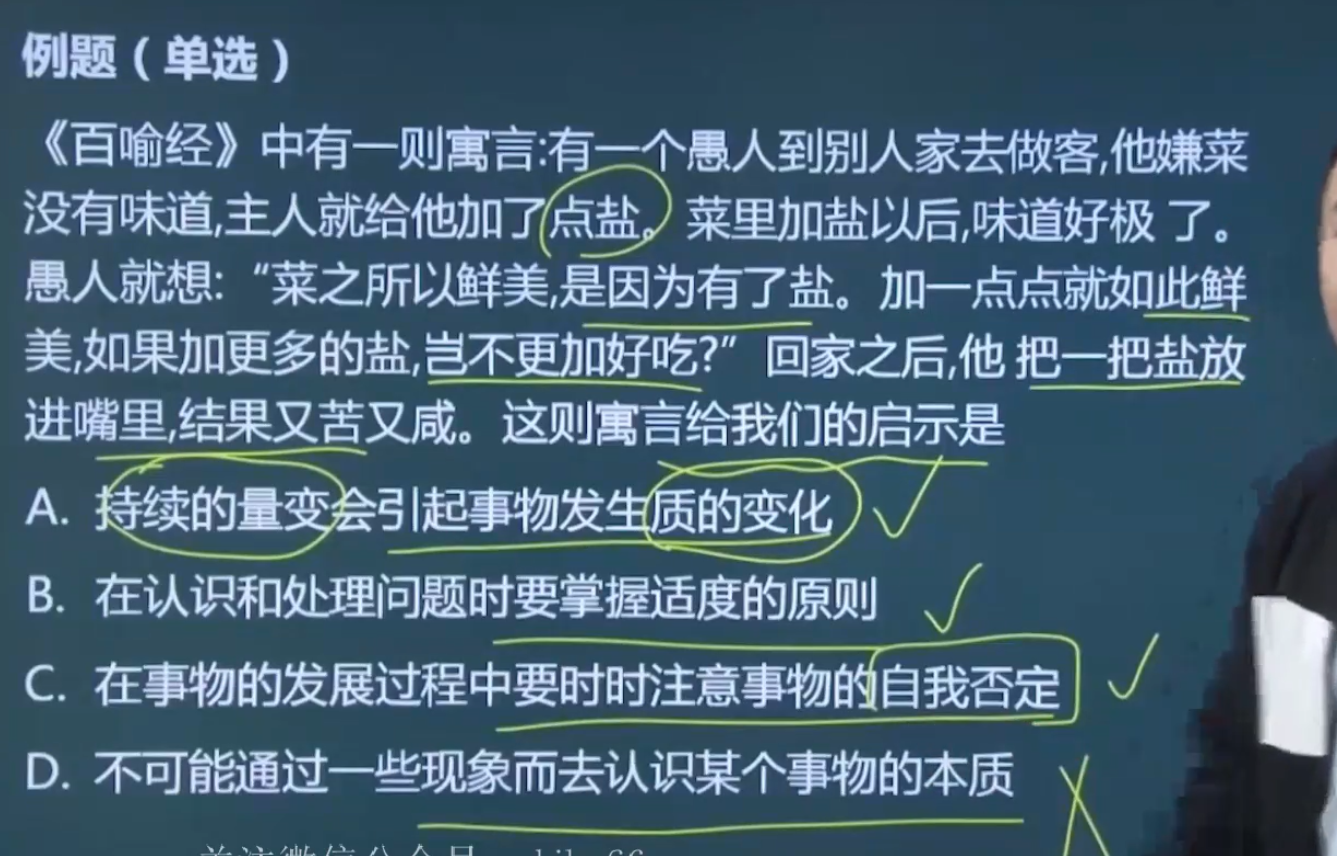 例题（单选）
《百喻经》中有一则寓言:有一个愚人到别人家去做客,他嫌菜
没有味道,主人就给他加了点盐。菜里加盐以后,味道好极 了。
愚人就想:“菜之所以鲜美,是因为有了盐。加一点点就如此鲜
美,如果加更多的盐,岂不更加好吃?” 回家之后,他 把一把盐放
进嘴里,结果又苦又咸。这则寓言给我们的启示是
A. 持续的量变会引起事物发生质的变化
B. 在认识和处理问题时要掌握适度的原则
C. 在事物的发展过程中要时时注意事物的自我否定
D. 不可能通过一些现象而去认识某个事物的本质